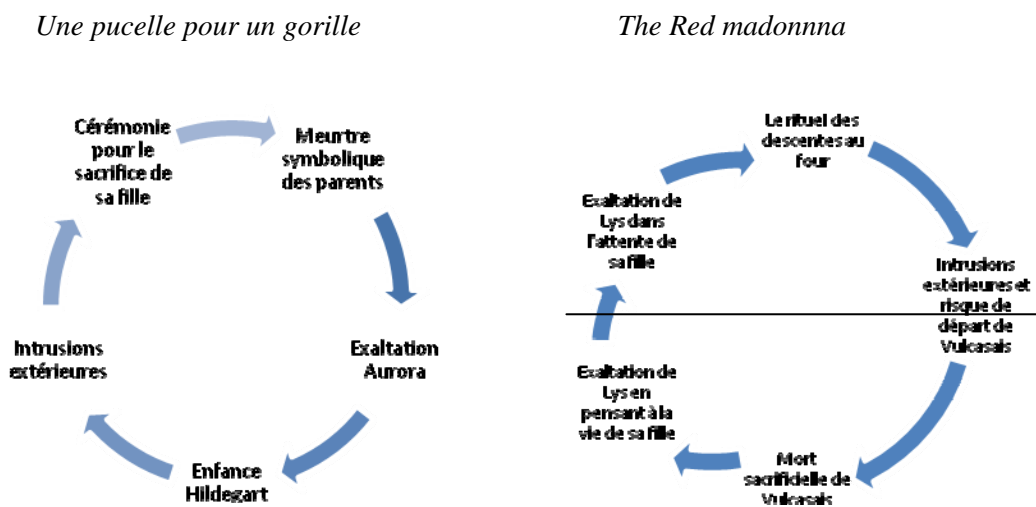 Une pucelle pour un gorille
The Red madonnna
Cérémonie
pour le
sacrifice de
sa fille
Meurtre
symbolique
des parents
Exaltation
Aurora
Enfance
Hildegart
Intrusions
extérieures
Le rituel des
descentes au
four
Intrusions
extérieures et
risque de
départ de
Vulcasais
Mort
sacrificielle de
Vulcasais
Exaltation de
Lys en
pensant à la
vie de sa fille
Exaltation de
Lys dans
l'attente de
sa fille